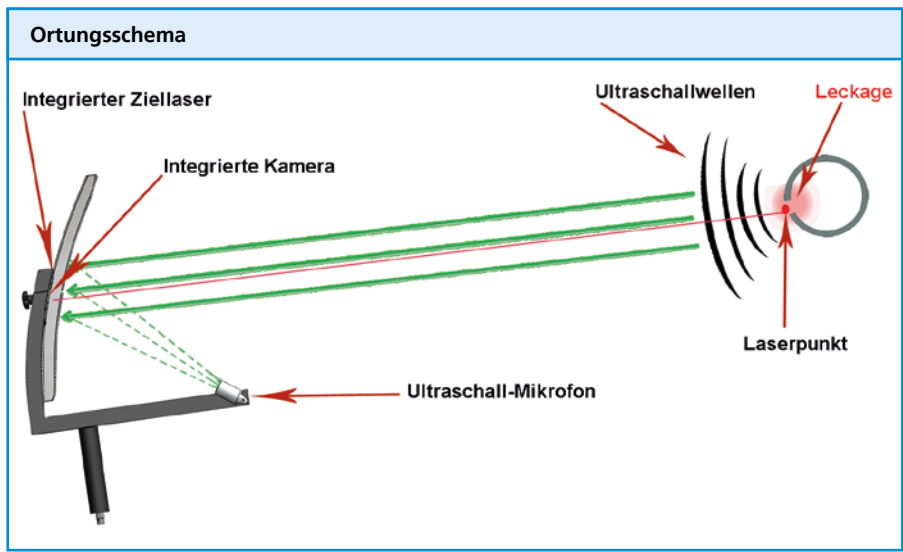 Ortungsschema
Integrierter Ziellaser
Ultraschallwellen
Leckage
Integrierte Kamera
Laserpunkt
Ultraschall-Mikrofon